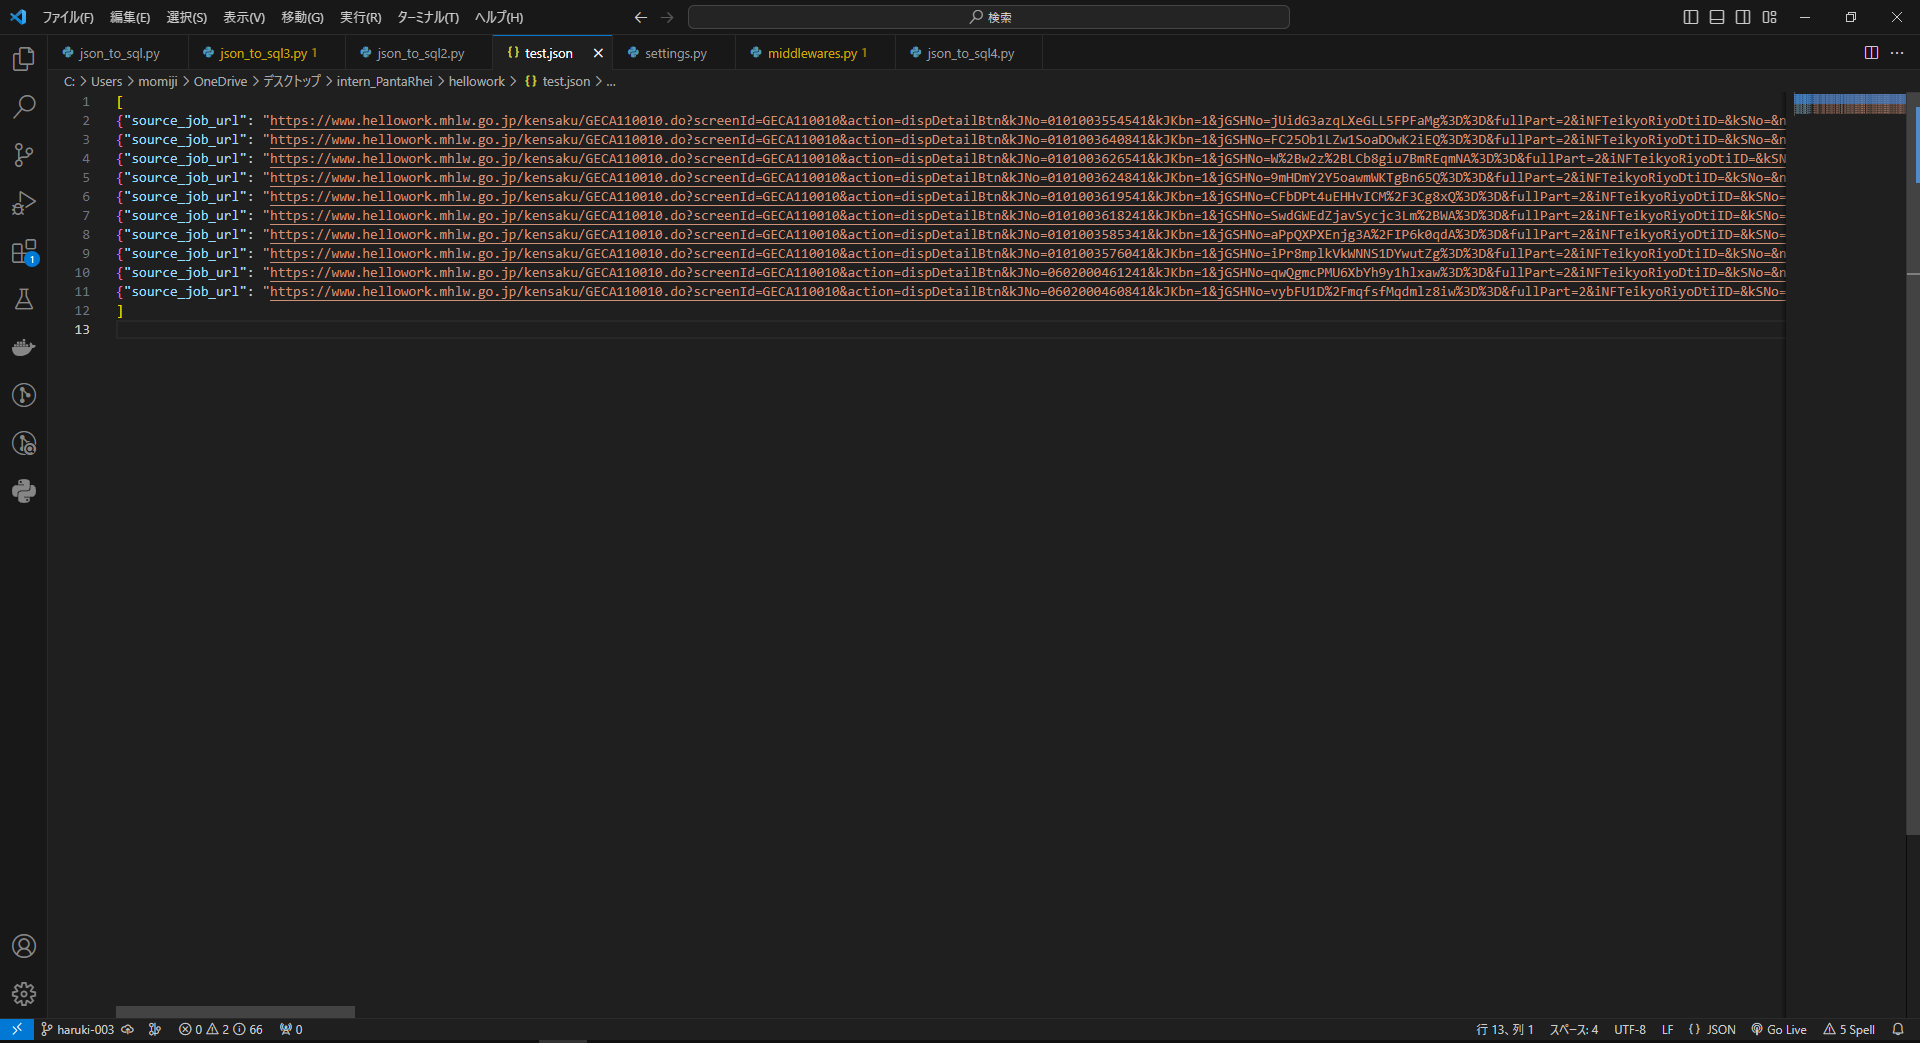 ファイル(F) 編集(E) 選択(S) 表示(V) 移動(G) 実行(R) ターミナル(T) ヘルプ(H) 検索
json_to_sql.py json_to_sql3.py 1 json_to_sql2.py {} test.json settings.py middlewares.py 1 json_to_sql4.py
C: > Users > momiji > OneDrive > デスクトップ > intern_PantaRhei > hellowork > {} test.json > ...
1 [
2 {"source_job_url": "https://www.hellowork.mhlw.go.jp/kensaku/GECA110010.do?screenId=GECA110010&action=dispDetailBtn&kJNo=0101003554541&kJKbn=1&jGSHNo=jUidG3azqLXeGLL5FPFaMg%3D%3D&fullPart=2&iNFTeikyoRiyoDtiID=&kSNo=&n
3 {"source_job_url": "https://www.hellowork.mhlw.go.jp/kensaku/GECA110010.do?screenId=GECA110010&action=dispDetailBtn&kJNo=0101003640841&kJKbn=1&jGSHNo=FC25Ob1LZw1SoaDOwK2iEQ%3D%3D&fullPart=2&iNFTeikyoRiyoDtiID=&kSNo=&n
4 {"source_job_url": "https://www.hellowork.mhlw.go.jp/kensaku/GECA110010.do?screenId=GECA110010&action=dispDetailBtn&kJNo=0101003626541&kJKbn=1&jGSHNo=W%2Bw2z%2BLCb8giu7BmREqmNA%3D%3D&fullPart=2&iNFTeikyoRiyoDtiID=&kSN
5 {"source_job_url": "https://www.hellowork.mhlw.go.jp/kensaku/GECA110010.do?screenId=GECA110010&action=dispDetailBtn&kJNo=0101003624841&kJKbn=1&jGSHNo=9mHDmY2Y5oawmWKTgBn65Q%3D%3D&fullPart=2&iNFTeikyoRiyoDtiID=&kSNo=&n
6 {"source_job_url": "https://www.hellowork.mhlw.go.jp/kensaku/GECA110010.do?screenId=GECA110010&action=dispDetailBtn&kJNo=0101003619541&kJKbn=1&jGSHNo=CFbDPt4uEHHvICM%2F3Cg8xQ%3D%3D&fullPart=2&iNFTeikyoRiyoDtiID=&kSNo=
7 {"source_job_url": "https://www.hellowork.mhlw.go.jp/kensaku/GECA110010.do?screenId=GECA110010&action=dispDetailBtn&kJNo=0101003618241&kJKbn=1&jGSHNo=SwdGWEdZjavSycjc3Lm%2BWA%3D%3D&fullPart=2&iNFTeikyoRiyoDtiID=&kSNo=
8 {"source_job_url": "https://www.hellowork.mhlw.go.jp/kensaku/GECA110010.do?screenId=GECA110010&action=dispDetailBtn&kJNo=0101003585341&kJKbn=1&jGSHNo=aPpQXPXEnjg3A%2FIP6k0qdA%3D%3D&fullPart=2&iNFTeikyoRiyoDtiID=&kSNo=
9 {"source_job_url": "https://www.hellowork.mhlw.go.jp/kensaku/GECA110010.do?screenId=GECA110010&action=dispDetailBtn&kJNo=0101003576041&kJKbn=1&jGSHNo=iPr8mplkVkWNNS1DYwutZg%3D%3D&fullPart=2&iNFTeikyoRiyoDtiID=&kSNo=&n
10 {"source_job_url": "https://www.hellowork.mhlw.go.jp/kensaku/GECA110010.do?screenId=GECA110010&action=dispDetailBtn&kJNo=0602000461241&kJKbn=1&jGSHNo=qwQgmcPMU6XbYh9y1hlxaw%3D%3D&fullPart=2&iNFTeikyoRiyoDtiID=&kSNo=&n
11 {"source_job_url": "https://www.hellowork.mhlw.go.jp/kensaku/GECA110010.do?screenId=GECA110010&action=dispDetailBtn&kJNo=0602000460841&kJKbn=1&jGSHNo=vybFU1D%2FmqfsfMqdmlz8iw%3D%3D&fullPart=2&iNFTeikyoRiyoDtiID=&kSNo=
12 ]
13
1
haruki-003 0 2 66 0 行 13、列 1 スペース: 4 UTF-8 LF {} JSON Go Live 5 Spell